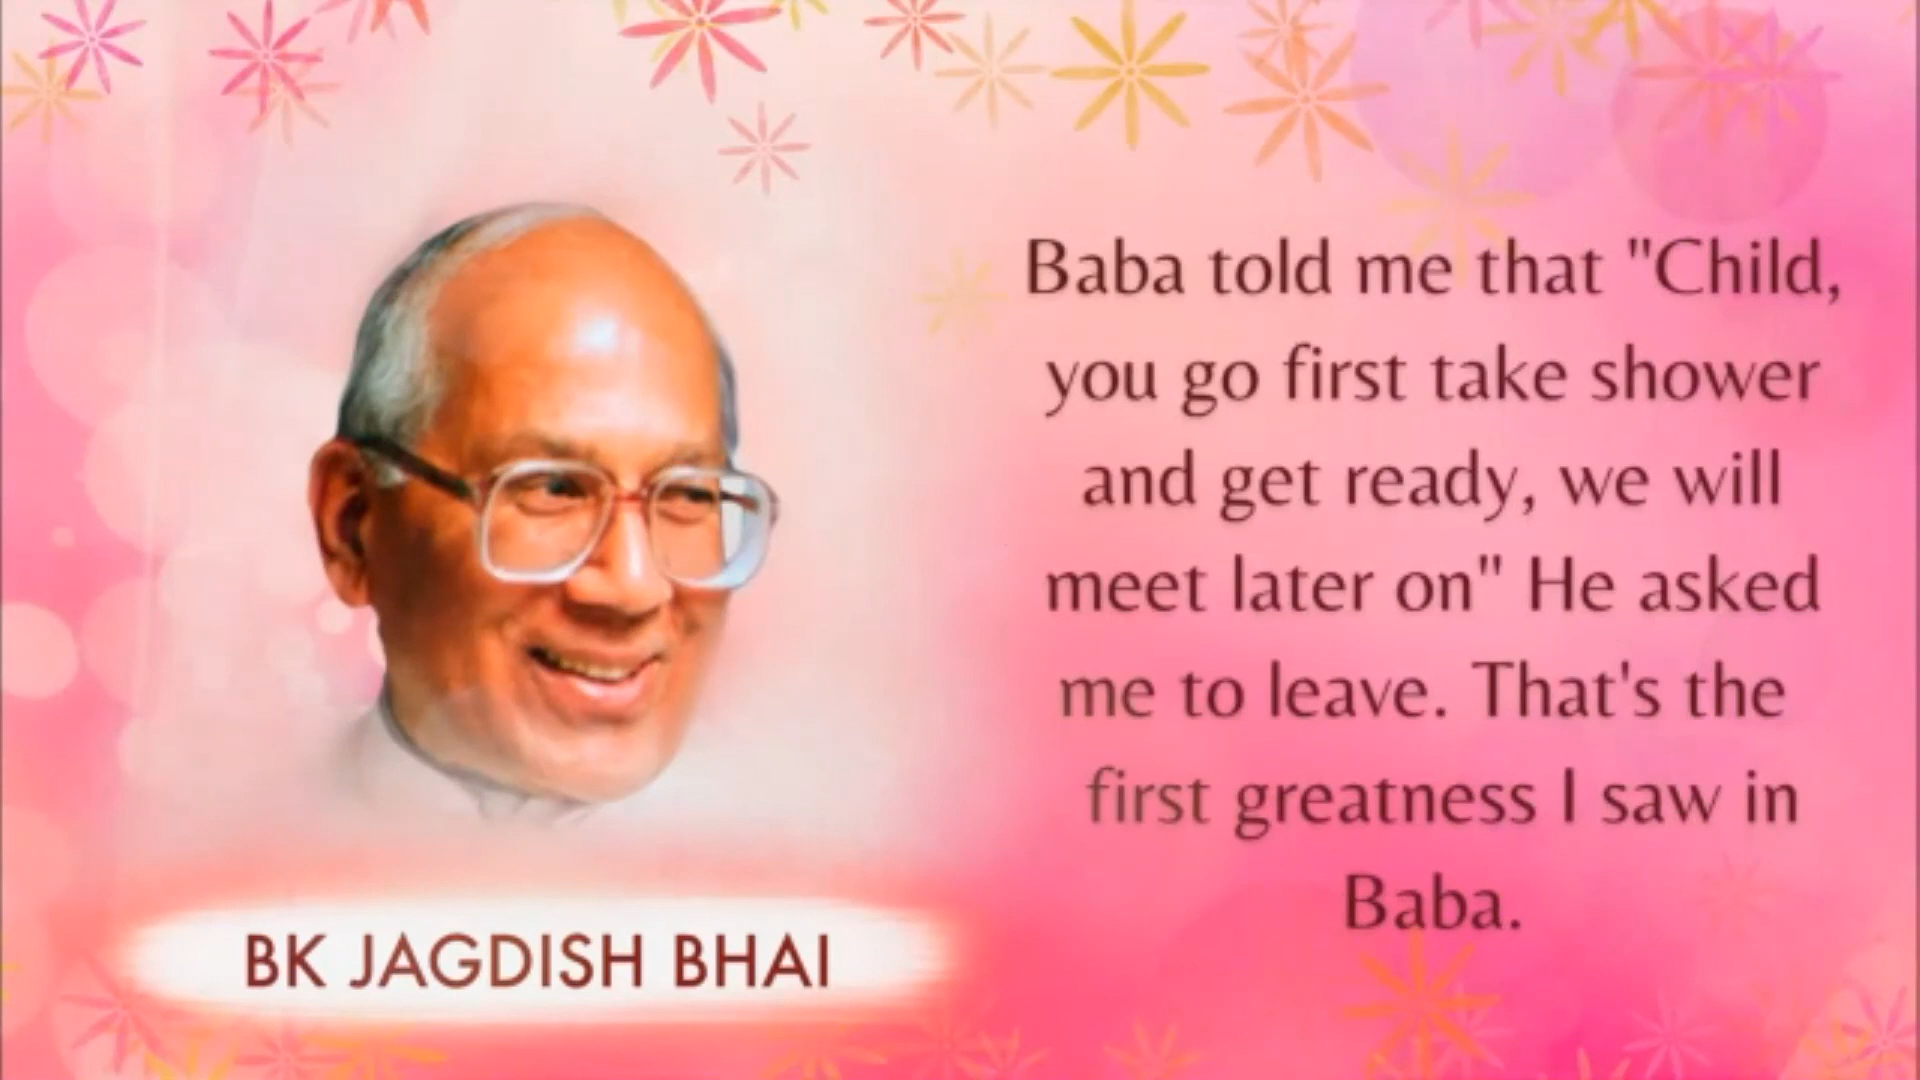 Baba told me that "Child,
you go first take shower
and get ready, we will
meet later on" He asked
me to leave. That's the
first greatness I saw in
Baba.
BK JAGDISH BHAI